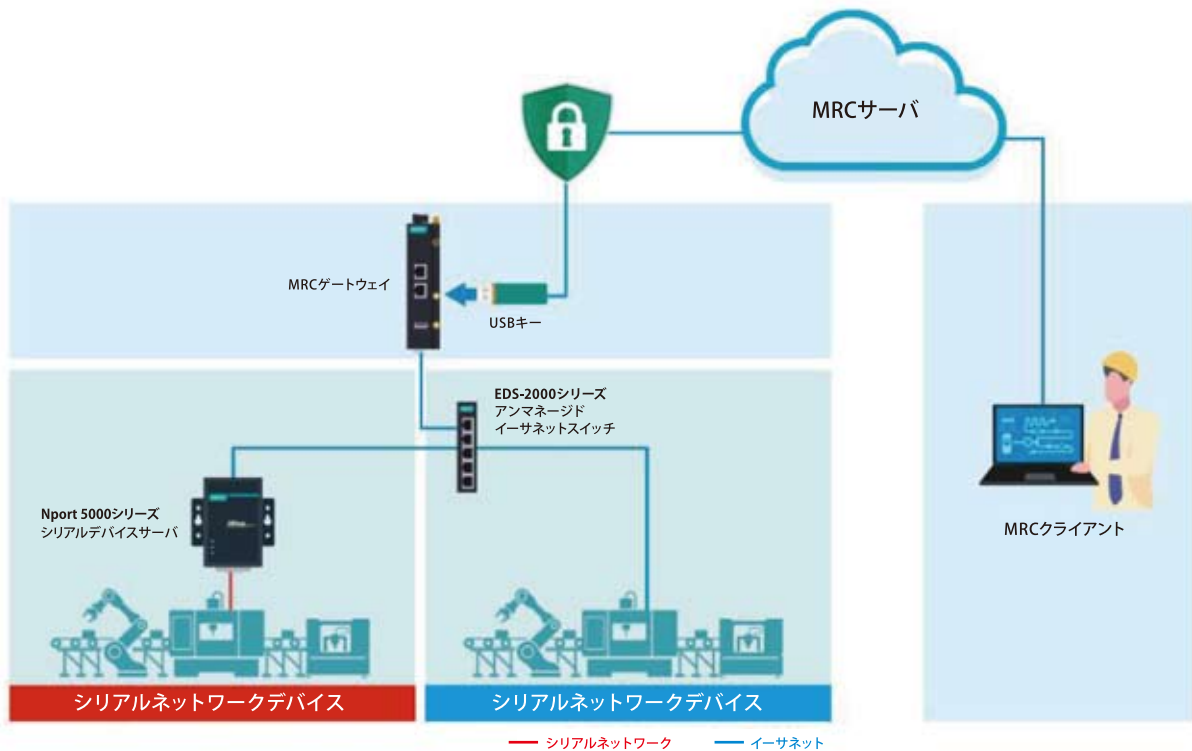 MRCサーバ
MRCゲートウェイ
USBキー
EDS-2000シリーズ
アンマネージド
イーサネットスイッチ
Nport 5000シリーズ
シリアルデバイスサーバ
MRCクライアント
シリアルネットワークデバイス
シリアルネットワークデバイス
シリアルネットワーク
イーサネット